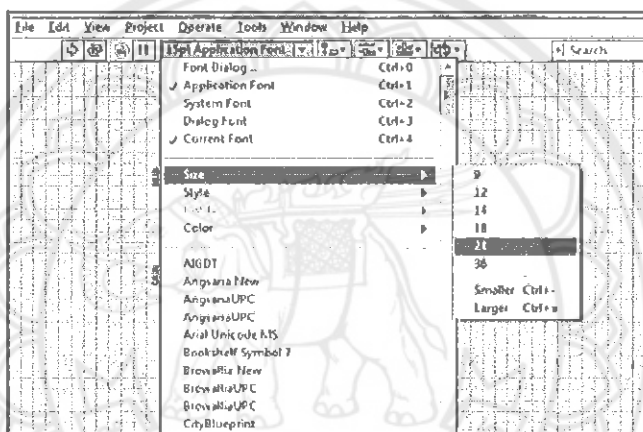 File Edit View Project Operate Tools Window Help
15pt Application Font
Search
Font Dialog... Ctrl+0
✓ Application Font Ctrl+1
System Font Ctrl+2
Dialog Font Ctrl+3
✓ Current Font Ctrl+4
Size
Style
Color
AIGDT
Angsana New
AngsanaUPC
AngsanaUPC
Arial Unicode MS
Bookshelf Symbol 7
Browallia New
BrowalliaUPC
BrowalliaUPC
CityBlueprint
9
12
14
18
24
36
Smaller Ctrl+-
Larger Ctrl+=